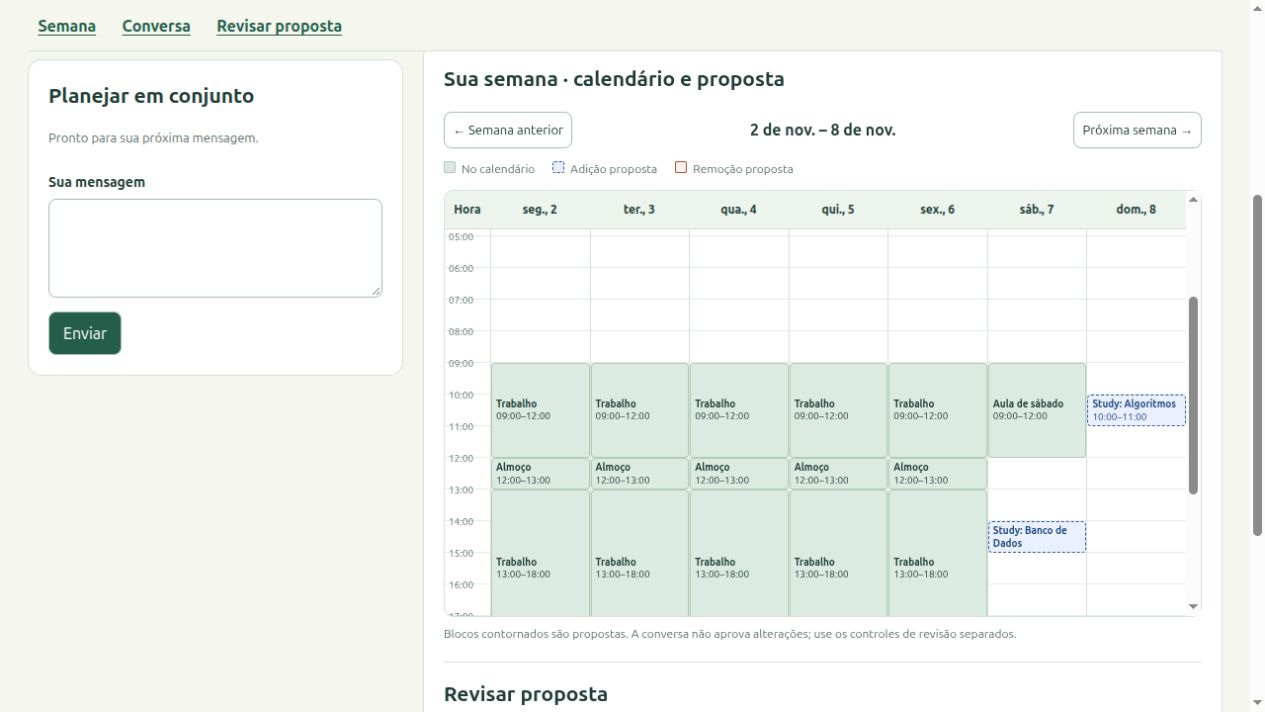 Semana Conversa Revisar proposta
Planejar em conjunto
Pronto para sua próxima mensagem.
Sua mensagem
Enviar
Sua semana · calendário e proposta
← Semana anterior 2 de nov. – 8 de nov. Próxima semana →
No calendário Adição proposta Remoção proposta
Hora seg., 2 ter., 3 qua., 4 qui., 5 sex., 6 sáb., 7 dom., 8
05:00
06:00
07:00
08:00
09:00
10:00
Trabalho Trabalho Trabalho Trabalho Trabalho Aula de sábado Study: Algoritmos
09:00–12:00 09:00–12:00 09:00–12:00 09:00–12:00 09:00–12:00 09:00–12:00 10:00–11:00
11:00
12:00
Almoço Almoço Almoço Almoço Almoço
12:00–13:00 12:00–13:00 12:00–13:00 12:00–13:00 12:00–13:00
13:00
14:00
Study: Banco de
Dados
15:00
Trabalho Trabalho Trabalho Trabalho Trabalho
13:00–18:00 13:00–18:00 13:00–18:00 13:00–18:00 13:00–18:00
16:00
17:00
Blocos contornados são propostas. A conversa não aprova alterações; use os controles de revisão separados.
Revisar proposta